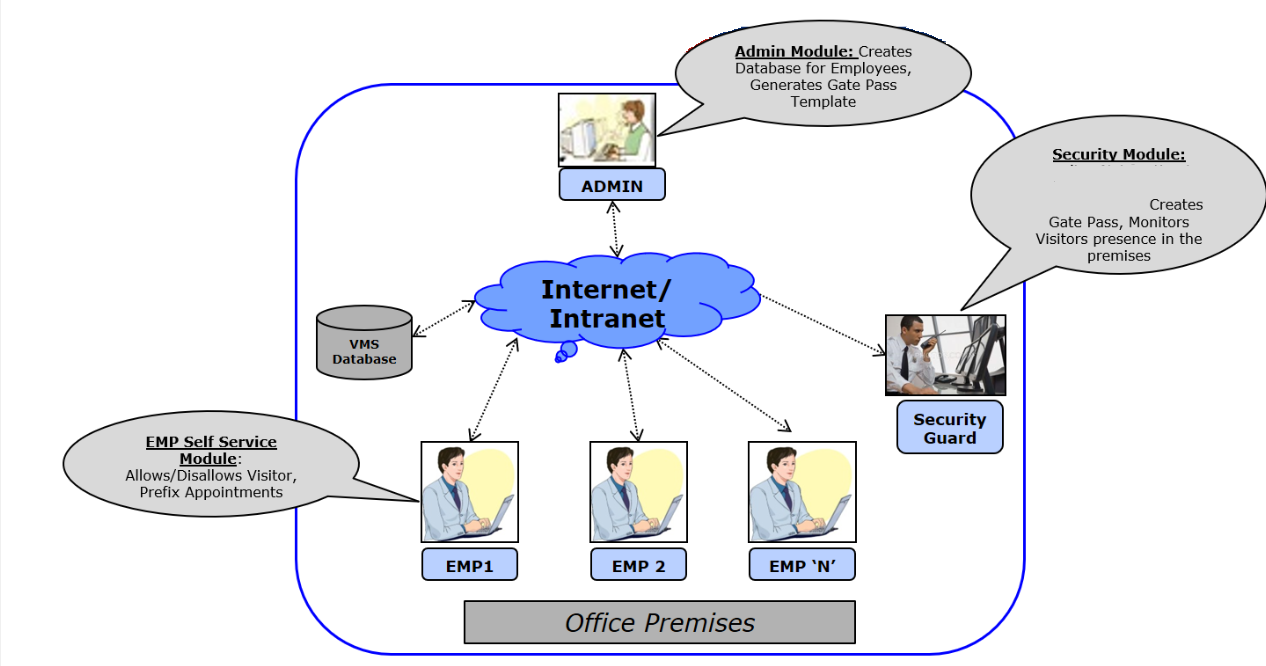 Admin Module: Creates
Database for Employees,
Generates Gate Pass
Template
ADMIN
Security Module:
Creates
Gate Pass, Monitors
Visitors presence in the
premises
Internet/
Intranet
VMS
Database
Security
Guard
EMP Self Service
Module:
Allows/Disallows Visitor,
Prefix Appointments
EMP1
EMP 2
EMP ‘N’
Office Premises